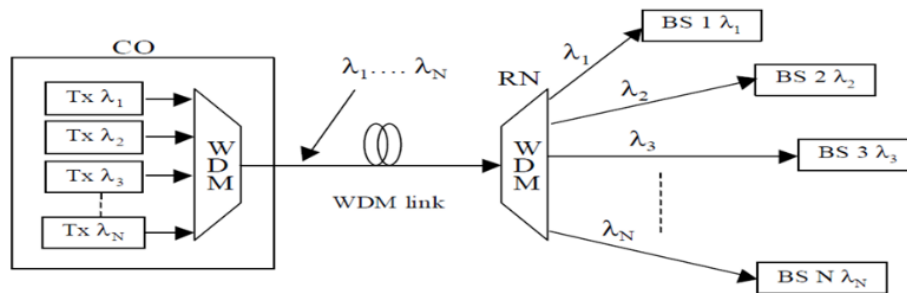 CO
Tx λ1
Tx λ2
Tx λ3
Tx λN
WDM
λ1.... λN
WDM link
RN
WDM
λ1
λ2
λ3
λN
BS 1 λ1
BS 2 λ2
BS 3 λ3
BS N λN